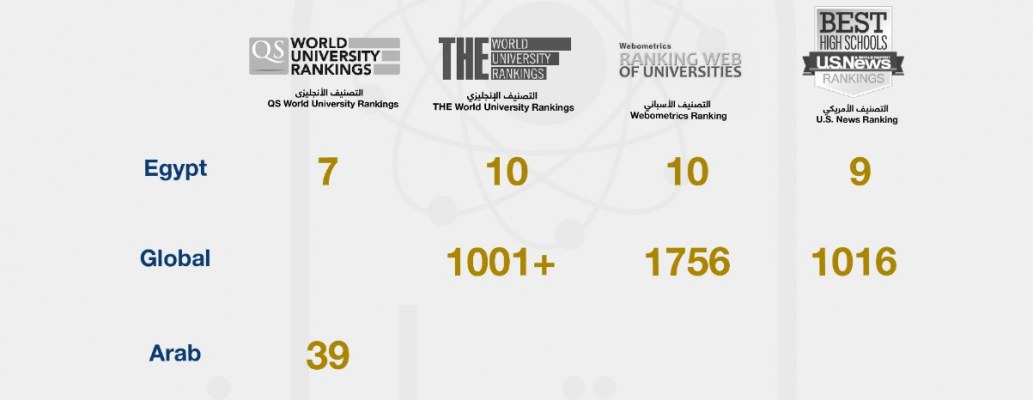 QS WORLD
UNIVERSITY
RANKINGS
التصنيف الأنجليزى
QS World University Rankings
THE WORLD
UNIVERSITY
RANKINGS
التصنيف الإنجليزي
THE World University Rankings
Webometrics
RANKING WEB
OF UNIVERSITIES
التصنيف الأسباني
Webometrics Ranking
BEST
HIGH SCHOOLS
U.S.News
RANKINGS
التصنيف الأمريكي
U.S. News Ranking
Egypt 7 10 10 9
Global 1001+ 1756 1016
Arab 39